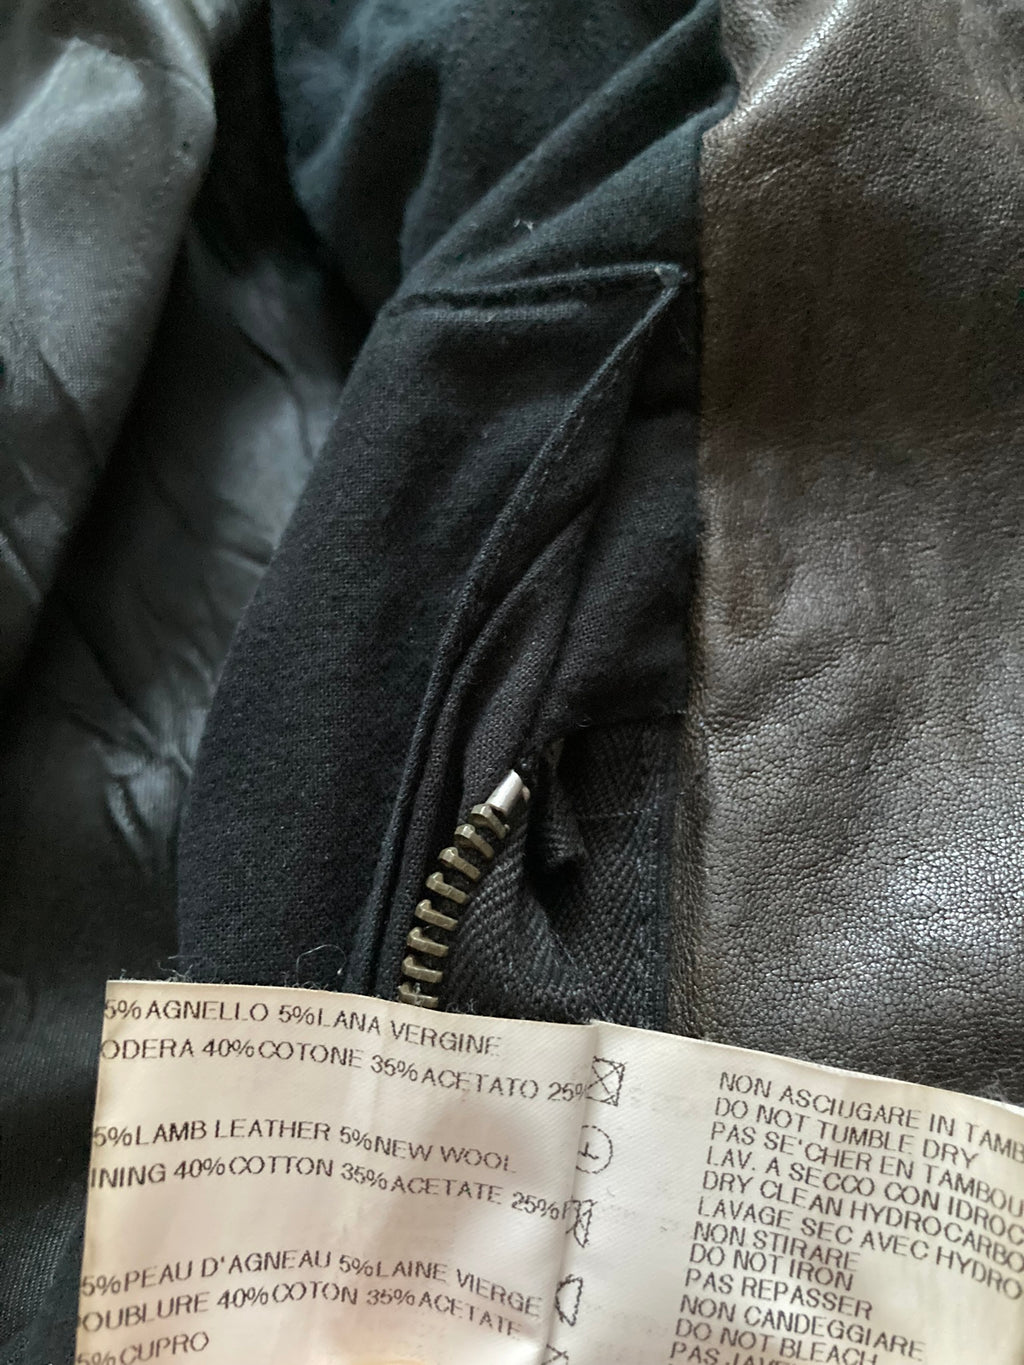 5% AGNELLO 5% LANA VERGINE
ODERA 40% COTONE 35% ACETATO 25%
5% LAMB LEATHER 5% NEW WOOL
INING 40% COTTON 35% ACETATE 25%
5% PEAU D'AGNEAU 5% LAINE VIERGE
OUBLURE 40% COTON 35% ACETATE
5% CUPRO
F
NON ASCIUGARE IN TAMB
DO NOT TUMBLE DRY
PAS SE'CHER EN TAMBOU
LAV. A SECCO CON IDROC
DRY CLEAN HYDROCARBO
LAVAGE SEC AVEC HYDRO
NON STIRARE
DO NOT IRON
PAS REPASSER
NON CANDEGGIARE
DO NOT BLEACH
PAS JAVE